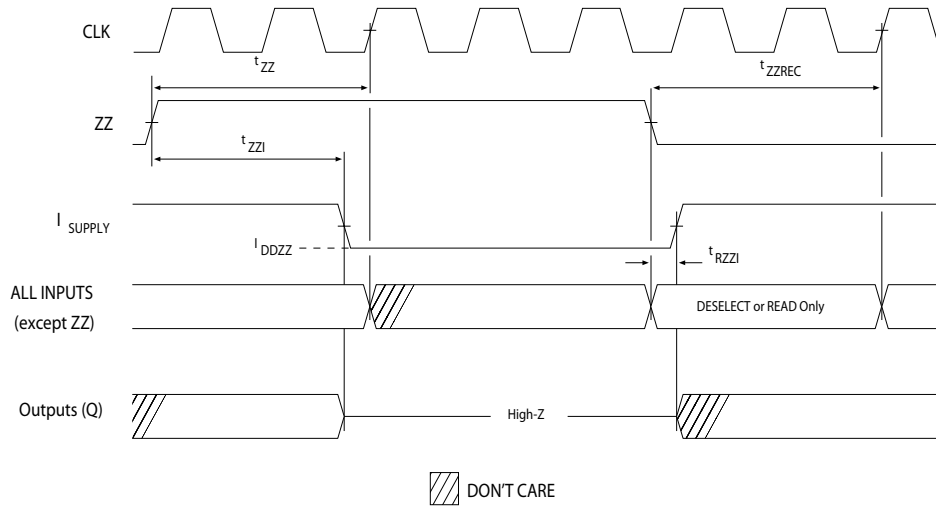 CLK
t ZZ
t ZZREC
ZZ
t ZZI
I SUPPLY
I DDZZ
t RZZI
ALL INPUTS
(except ZZ)
DESELECT or READ Only
Outputs (Q)
High-Z
DON'T CARE